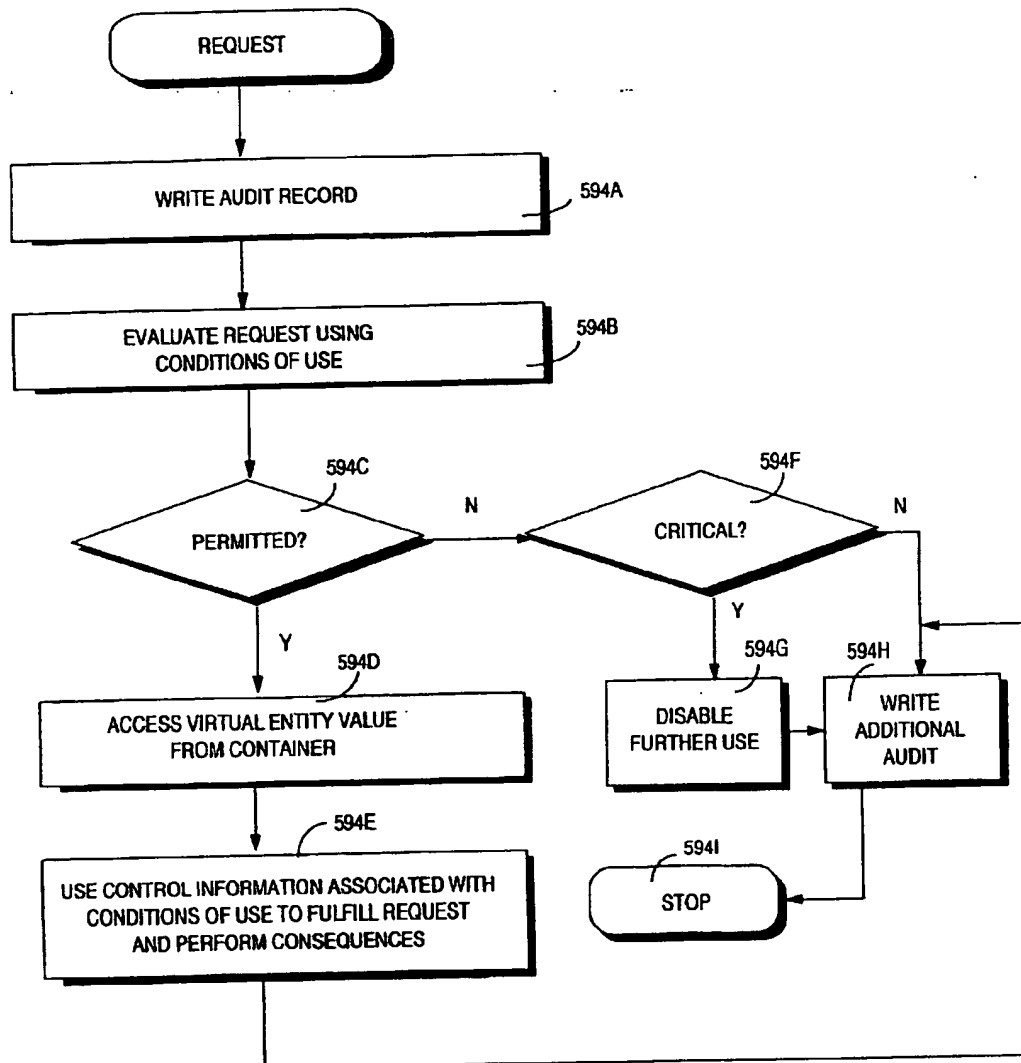 REQUEST
WRITE AUDIT RECORD
594A
EVALUATE REQUEST USING
CONDITIONS OF USE
594B
594C
PERMITTED?
N
594F
CRITICAL?
N
Y
Y
594D
ACCESS VIRTUAL ENTITY VALUE
FROM CONTAINER
594G
DISABLE
FURTHER USE
594H
WRITE
ADDITIONAL
AUDIT
594E
USE CONTROL INFORMATION ASSOCIATED WITH
CONDITIONS OF USE TO FULFILL REQUEST
AND PERFORM CONSEQUENCES
594I
STOP